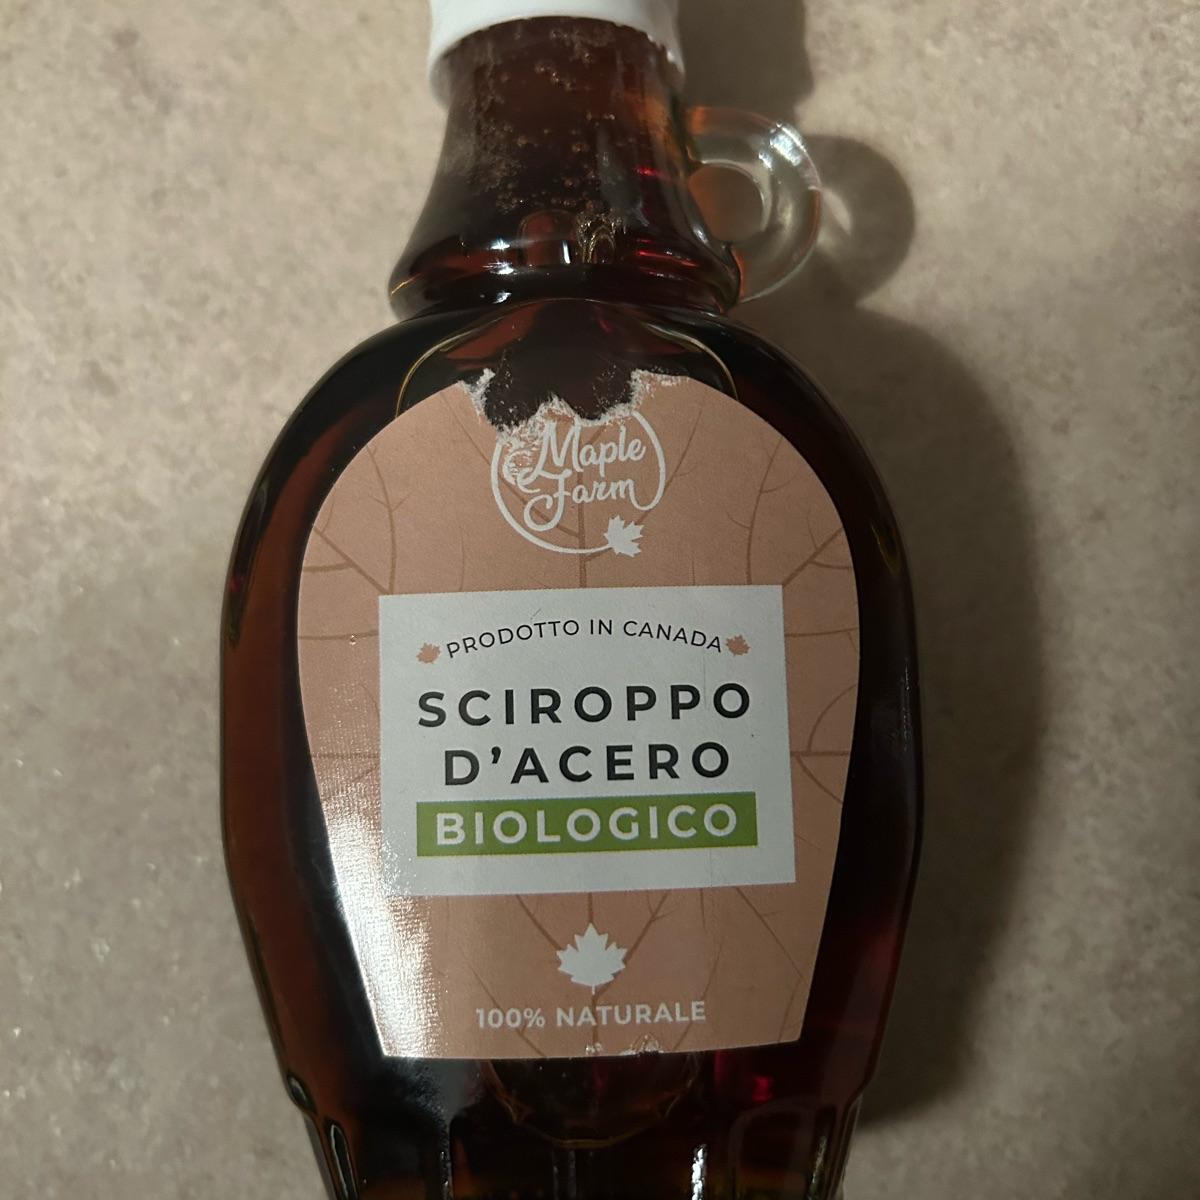 Maple
Farm
PRODOTTO IN CANADA
SCIROPPO
D'ACERO
BIOLOGICO
100% NATURALE